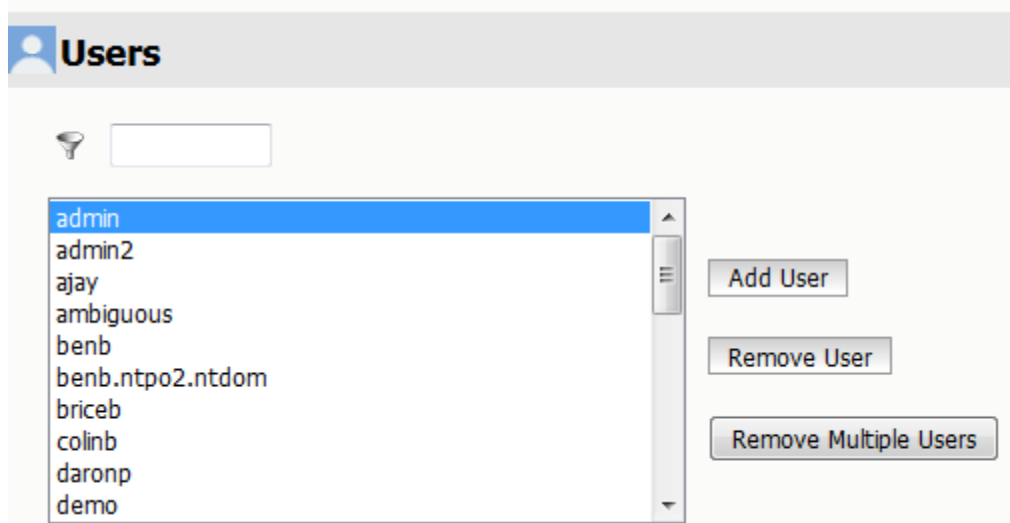 Users
admin
admin2
ajay
ambiguous
benb
benb.ntpo2.ntdom
briceb
colinb
daronp
demo
Add User
Remove User
Remove Multiple Users